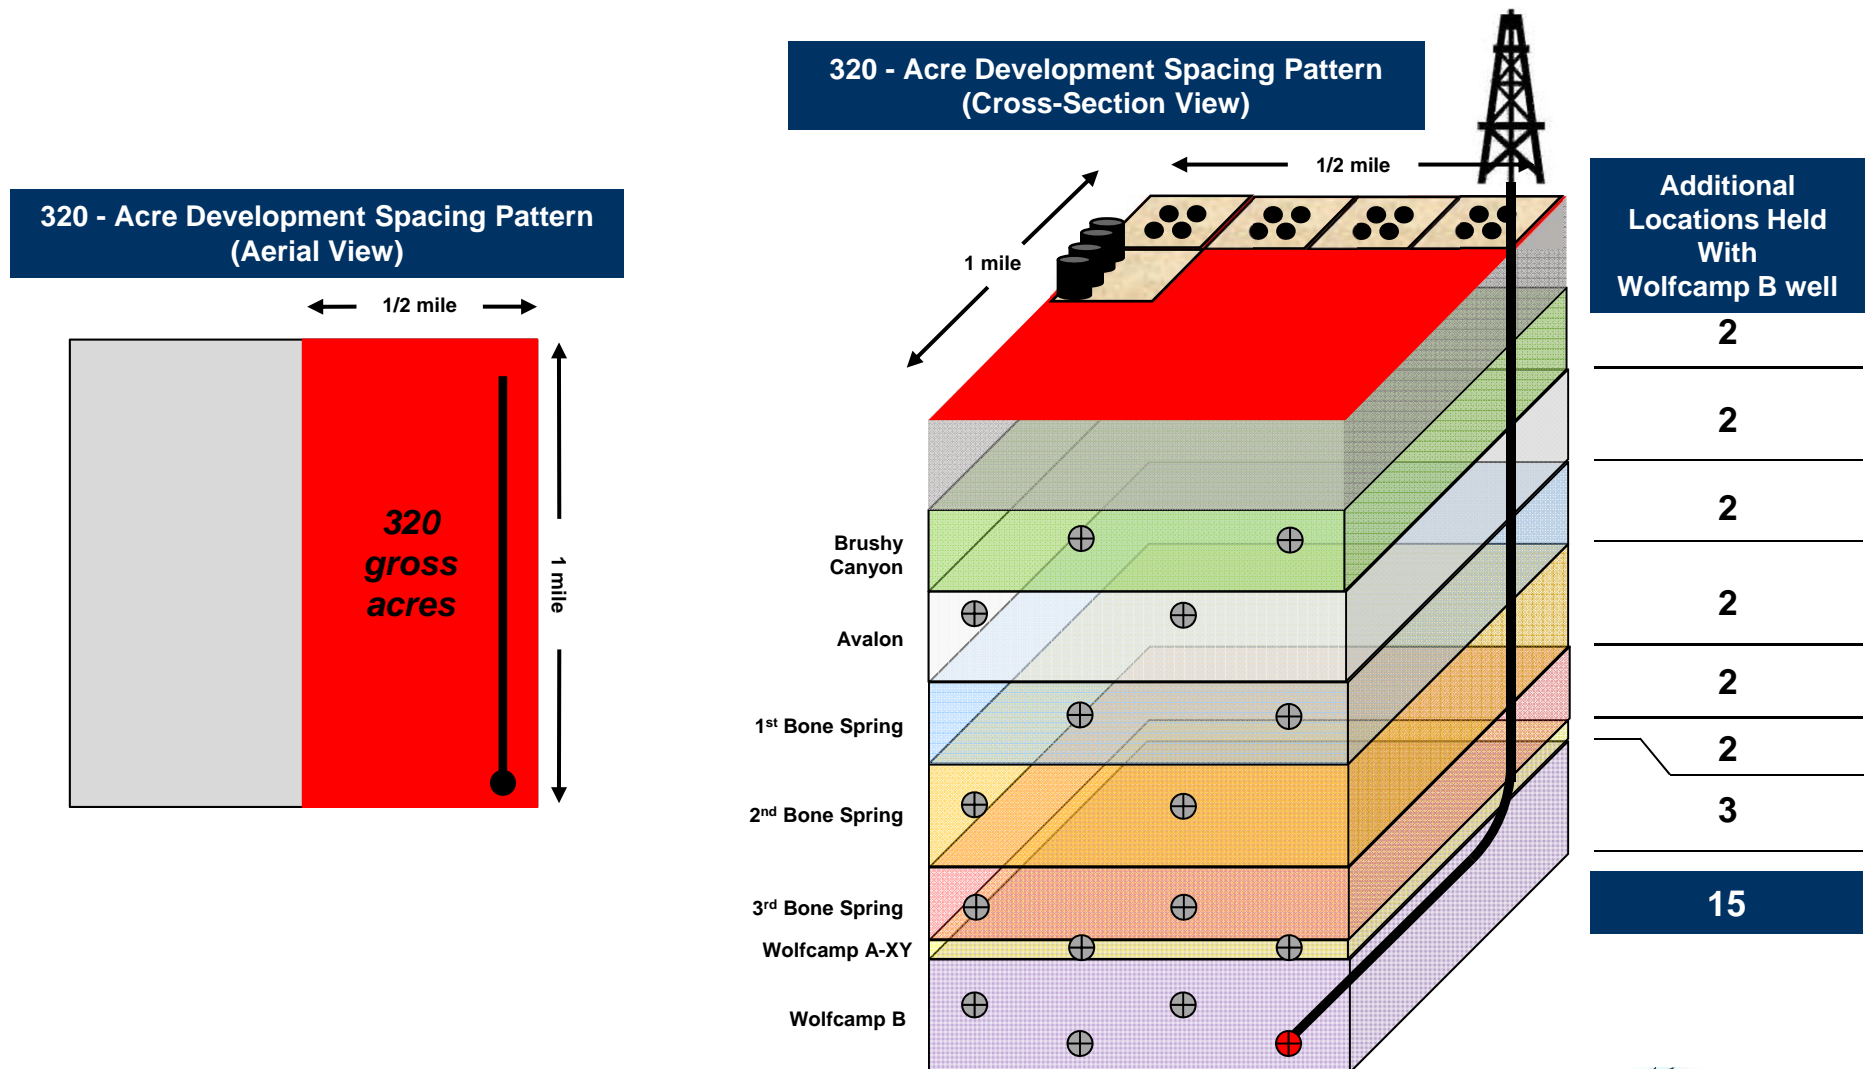 320 - Acre Development Spacing Pattern
(Aerial View)
1/2 mile
320
gross
acres
1 mile
320 - Acre Development Spacing Pattern
(Cross-Section View)
1/2 mile
1 mile
Brushy
Canyon
Avalon
1st Bone Spring
2nd Bone Spring
3rd Bone Spring
Wolfcamp A-XY
Wolfcamp B
Additional
Locations Held
With
Wolfcamp B well
2
2
2
2
2
2
3
15